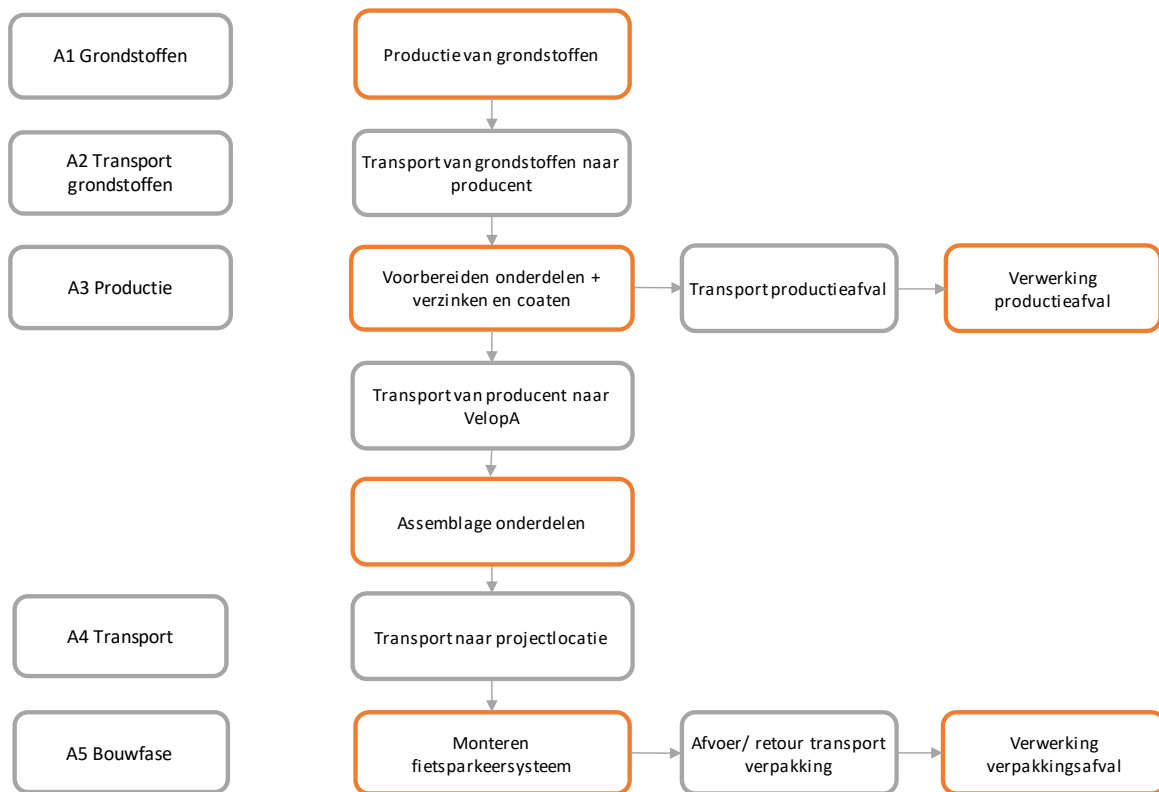 A1 Grondstoffen
Productie van grondstoffen
A2 Transport
grondstoffen
Transport van grondstoffen naar
producent
A3 Productie
Voorbereiden onderdelen +
verzinken en coaten
Transport productieafval
Verwerking
productieafval
Transport van producent naar
VelopA
Assemblage onderdelen
A4 Transport
Transport naar projectlocatie
A5 Bouwfase
Monteren
fietsparkeersysteem
Afvoer/ retour transport
verpakking
Verwerking
verpakkingsafval